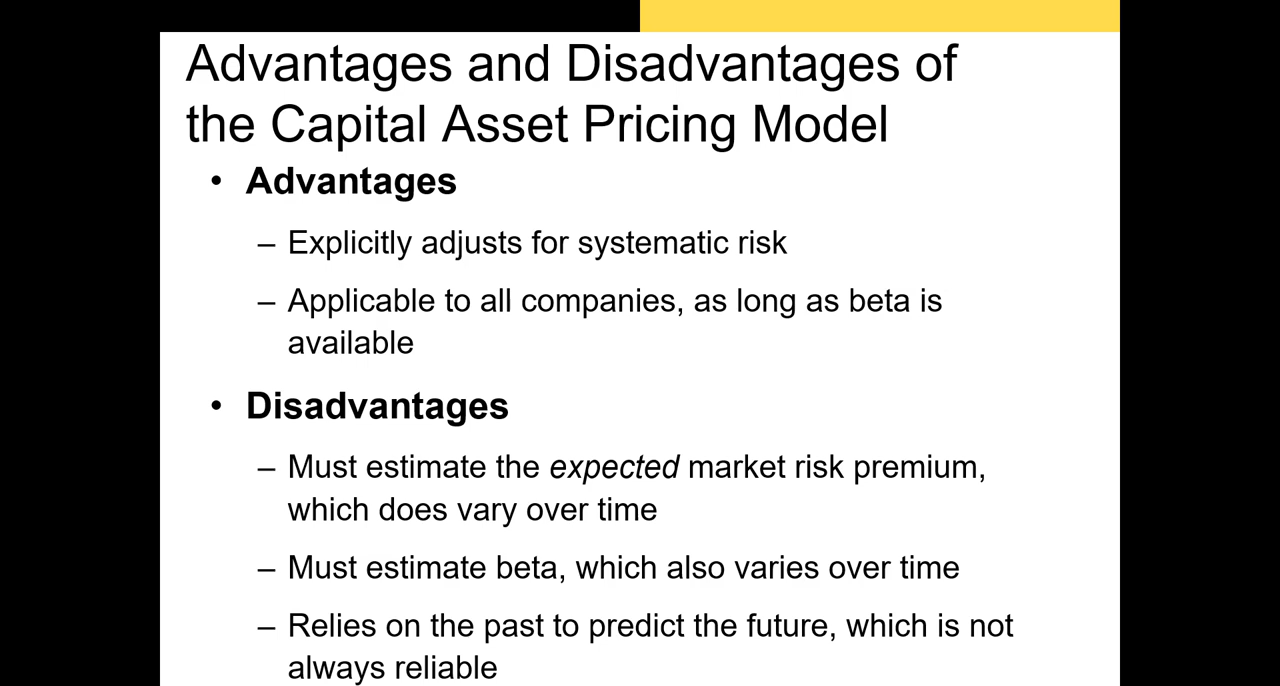 Advantages and Disadvantages of
the Capital Asset Pricing Model
• Advantages
– Explicitly adjusts for systematic risk
– Applicable to all companies, as long as beta is
available
• Disadvantages
– Must estimate the expected market risk premium,
which does vary over time
– Must estimate beta, which also varies over time
– Relies on the past to predict the future, which is not
always reliable